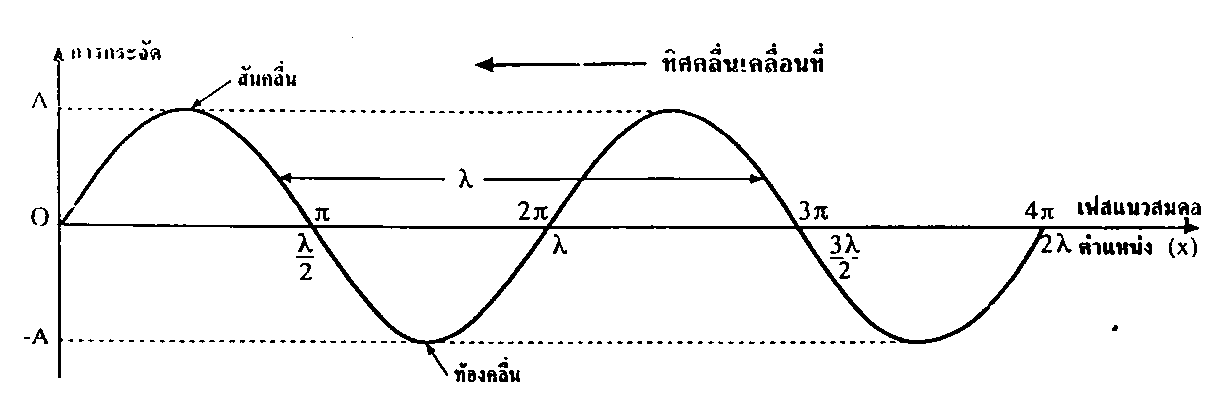 การกระจัด
ทิศคลื่นเคลื่อนที่
สันคลื่น
A
λ
O
π
2π
3π
4π
เฟสแนวสมดุล
λ/2
λ
3λ/2
2λ
ตำแหน่ง (x)
-A
ท้องคลื่น